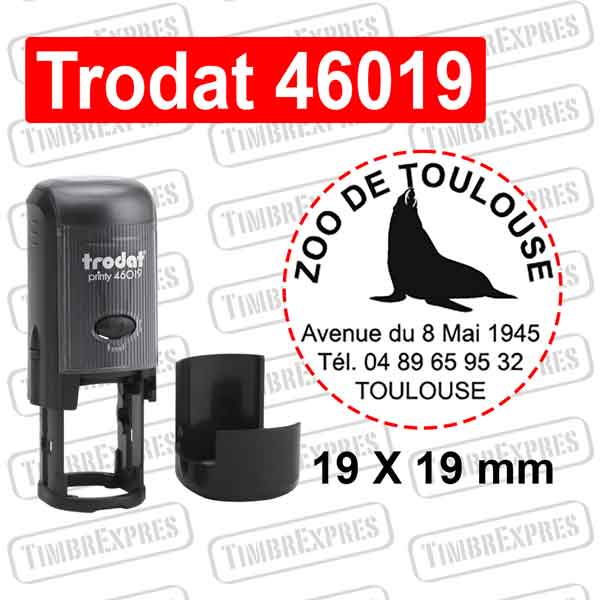 Trodat 46019
trodat
printy 46019
ZOO DE TOULOUSE
Avenue du 8 Mai 1945
Tél. 04 89 65 95 32
TOULOUSE
19 X 19 mm
TIMBREXPRES